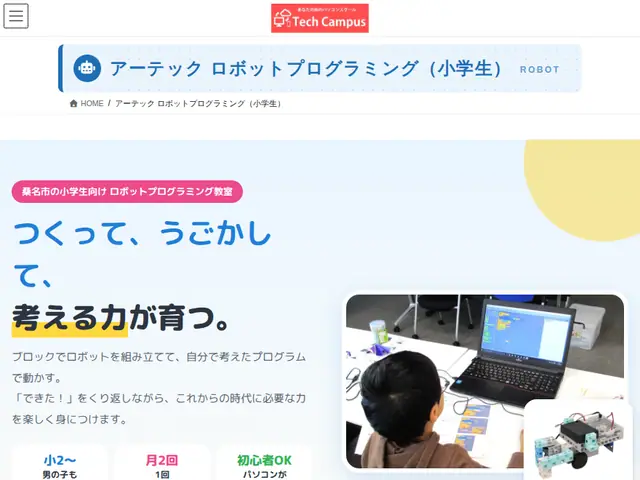 Tech Campus
アーテック ロボットプログラミング（小学生） ROBOT
HOME / アーテック ロボットプログラミング（小学生）
桑名市の小学生向け ロボットプログラミング教室
つくって、うごかし
て、
考える力が育つ。
ブロックでロボットを組み立てて、自分で考えたプログラム
で動かす。
「できた！」をくり返しながら、これからの時代に必要な力
を楽しく身につけます。
小2〜
男の子も
月2回
1回
初心者OK
パソコンが